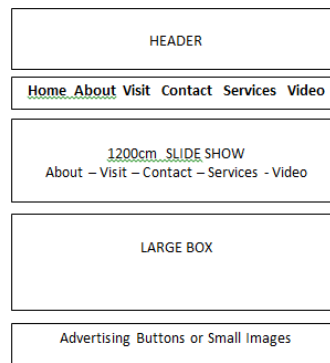 HEADER
Home About Visit Contact Services Video
1200cm SLIDE SHOW
About – Visit – Contact – Services - Video
LARGE BOX
Advertising Buttons or Small Images